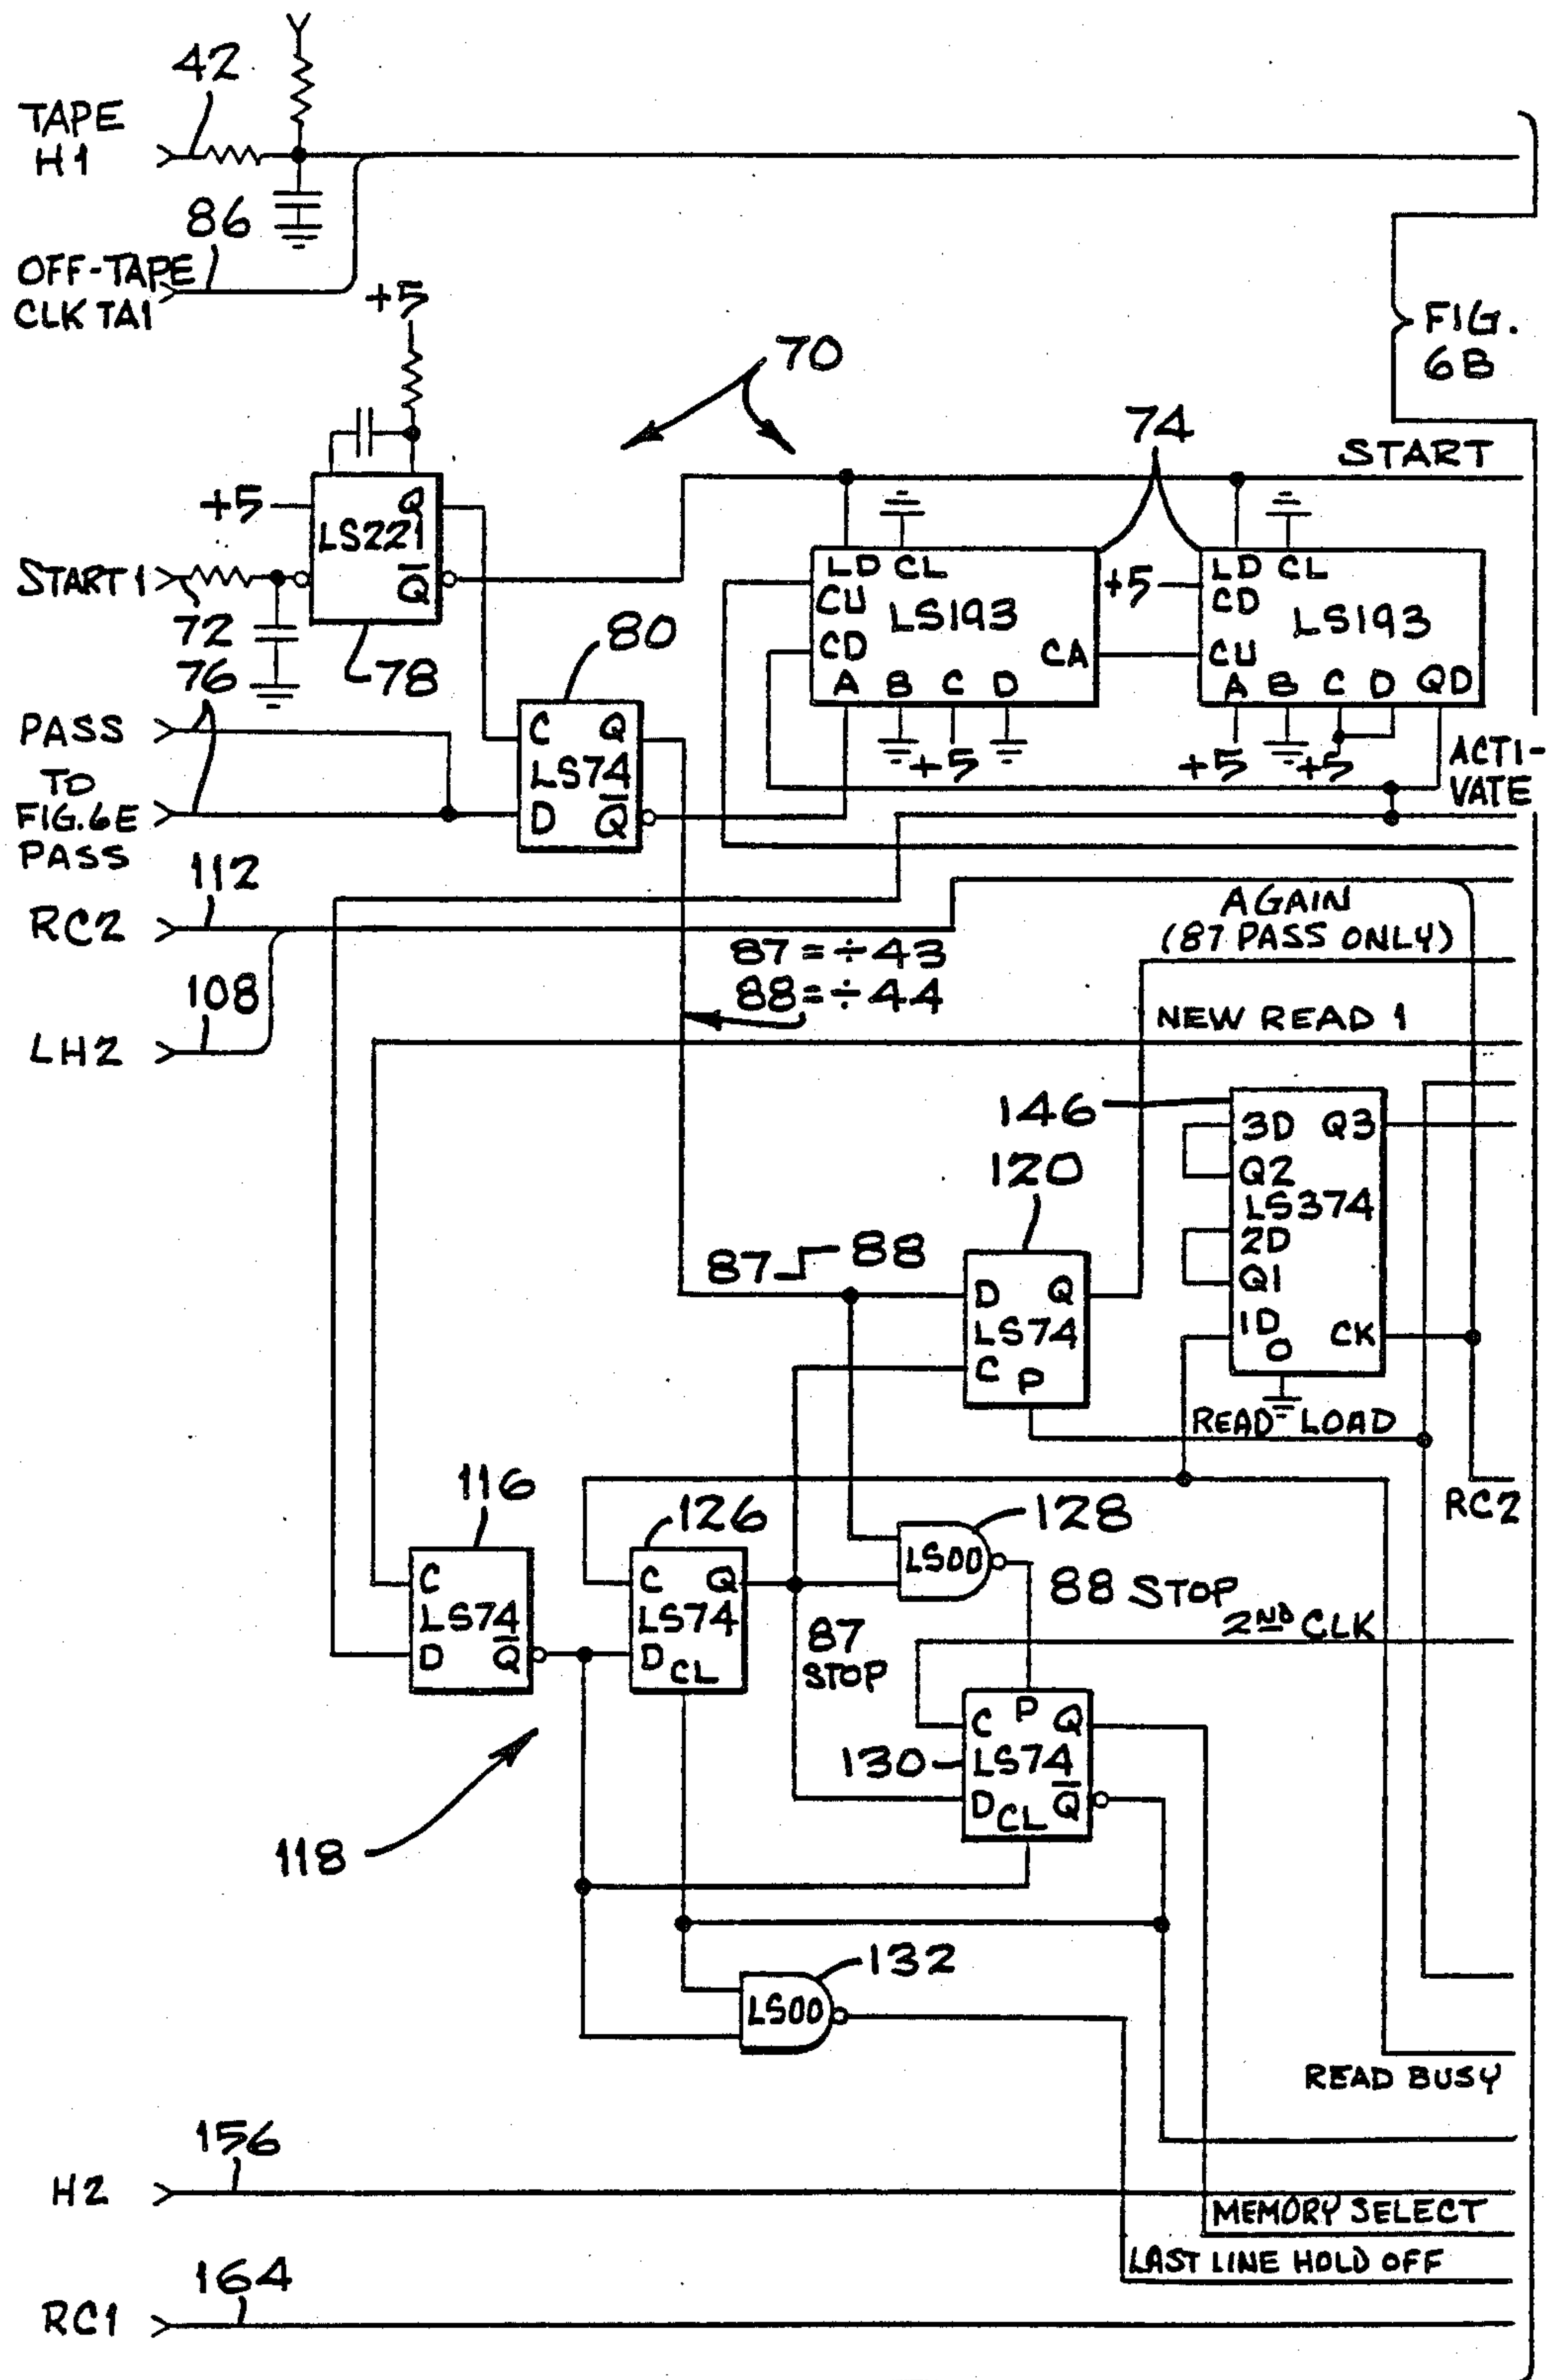 42
TAPE
H1
86
OFF-TAPE
CLK TA1
+5
70
FIG.
6B
74
START
+5
Q
LS221
Q̅
START 1
72
78
80
LD CL
CU
LS193
CD
CA
A B C D
+5
+5
LD CL
CD
LS193
CU
A B C D QD
+5
+5
76
PASS
TO
FIG.6E
PASS
C Q
LS74
D Q̅
ACTI-
VATE
112
RC2
AGAIN
(87 PASS ONLY)
87=÷43
88=÷44
108
LH2
NEW READ 1
146
3D Q3
Q2
LS374
2D
Q1
1D CK
O
120
87 88
D Q
LS74
C P
READ LOAD
RC2
116
C
LS74
D Q̅
126
C Q
LS74
D CL
128
LS00
88 STOP
2ND CLK
87
STOP
C P Q
130
LS74
D CL Q̅
118
132
LS00
READ BUSY
156
H2
MEMORY SELECT
LAST LINE HOLD OFF
164
RC1